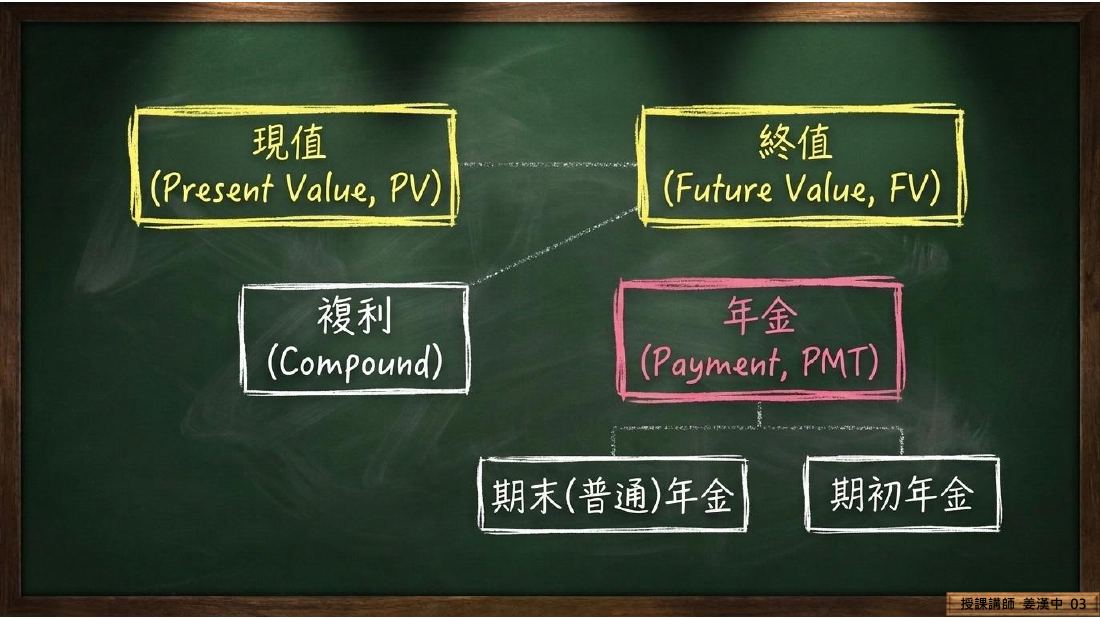 現值
(Present Value, PV)
終值
(Future Value, FV)
複利
(Compound)
年金
(Payment, PMT)
期末(普通)年金
期初年金
授課講師 姜漢中 03